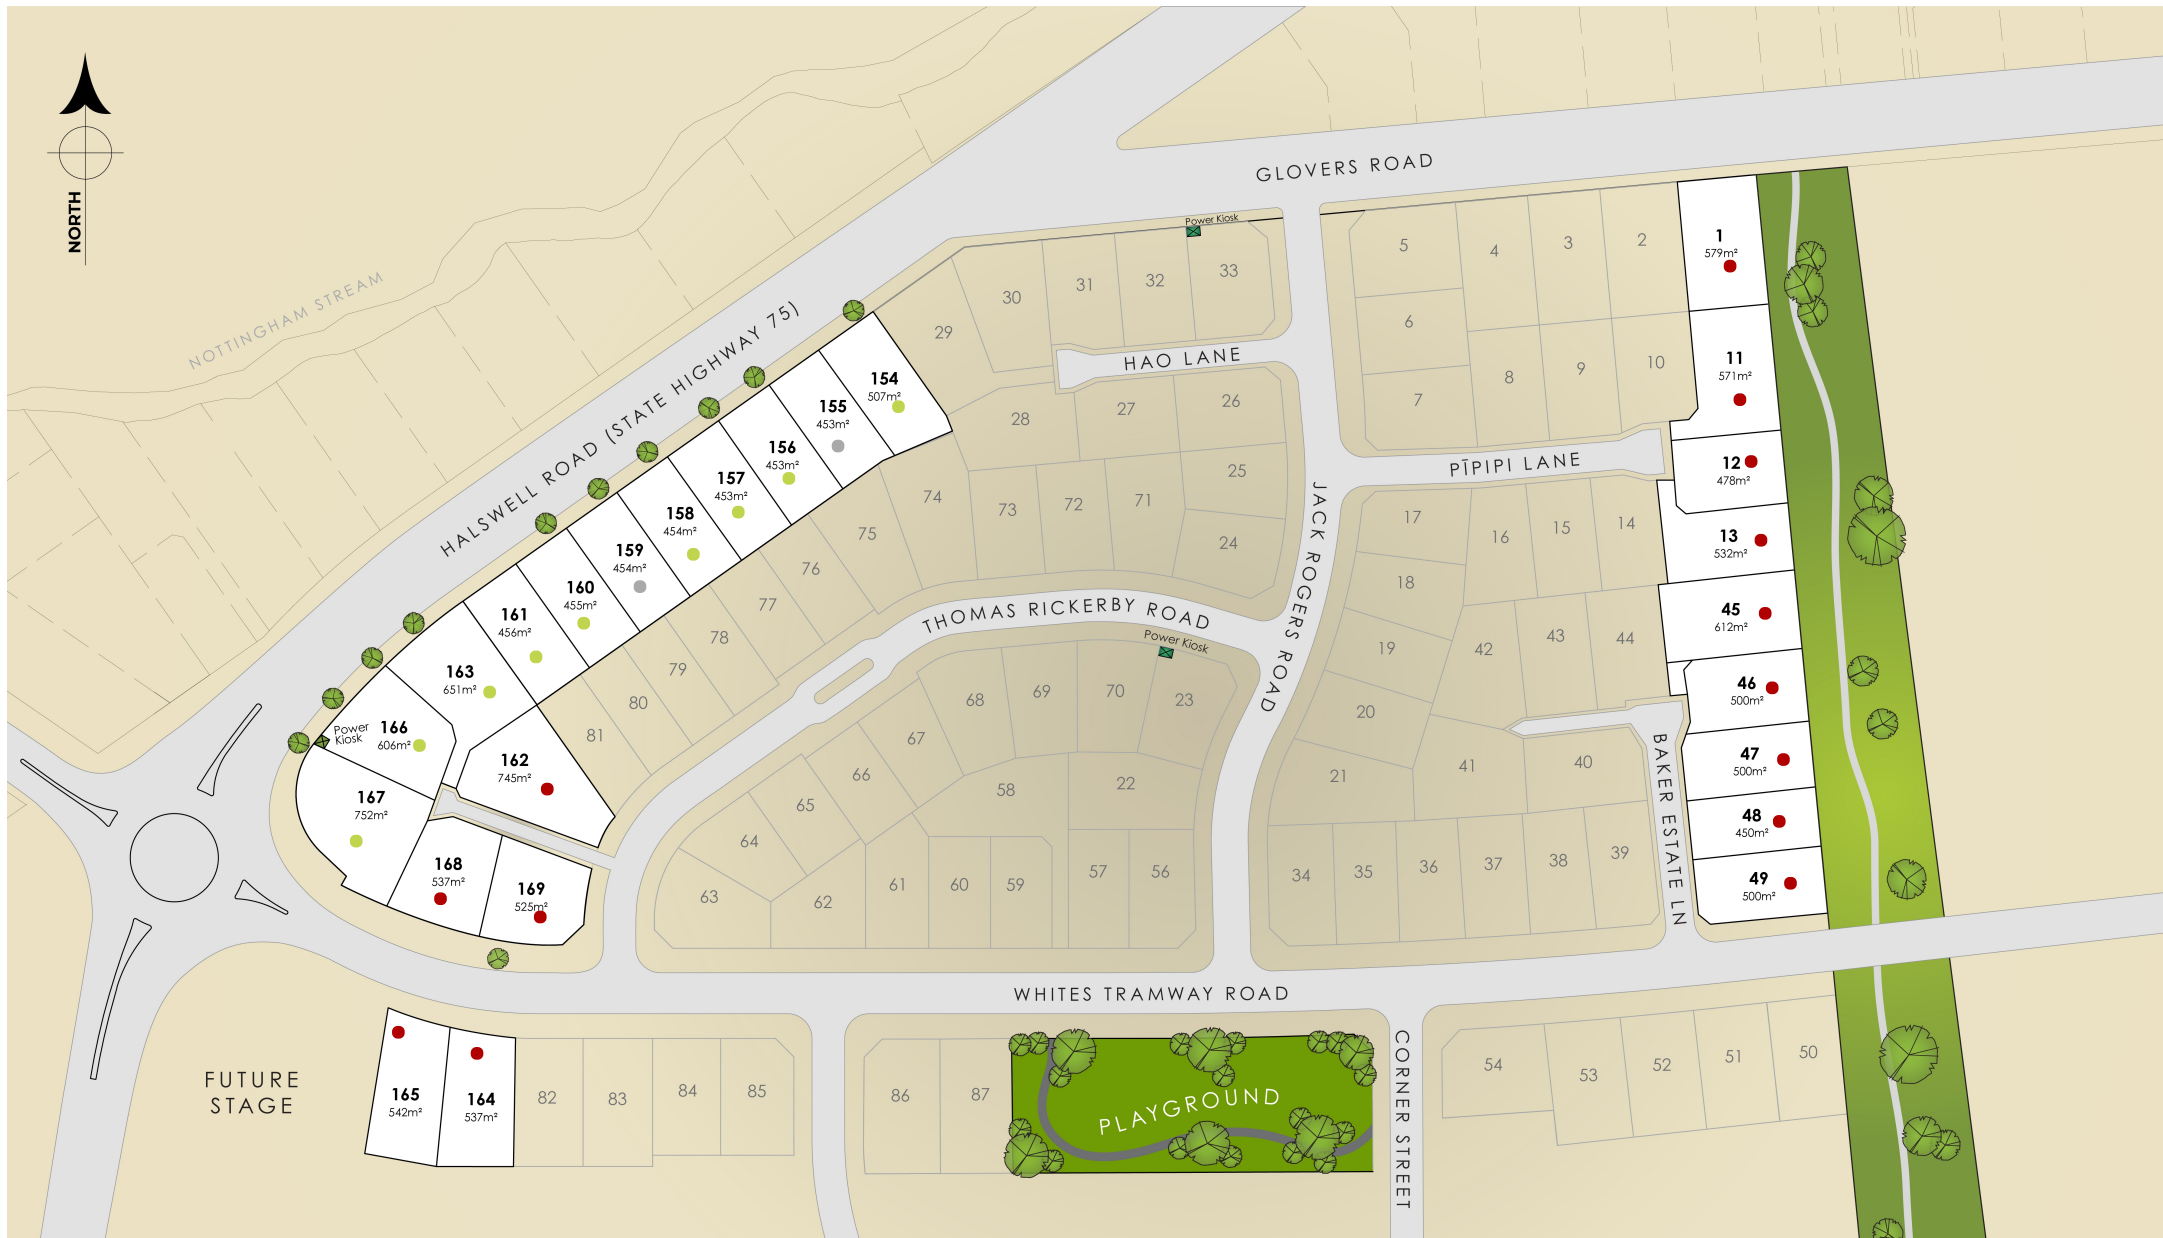 NORTH
NOTTINGHAM STREAM
HALSWELL ROAD (STATE HIGHWAY 75)
GLOVERS ROAD
Power Kiosk
HAO LANE
PĪPIPI LANE
JACK ROGERS ROAD
THOMAS RICKERBY ROAD
Power Kiosk
BAKER ESTATE LN
WHITES TRAMWAY ROAD
CORNER STREET
PLAYGROUND
FUTURE
STAGE
Power
Kiosk
1
579m²
2
3
4
5
6
7
8
9
10
11
571m²
12
478m²
13
532m²
14
15
16
17
18
19
20
21
22
23
24
25
26
27
28
29
30
31
32
33
34
35
36
37
38
39
40
41
42
43
44
45
612m²
46
500m²
47
500m²
48
450m²
49
500m²
50
51
52
53
54
56
57
58
59
60
61
62
63
64
65
66
67
68
69
70
71
72
73
74
75
76
77
78
79
80
81
82
83
84
85
86
87
154
507m²
155
453m²
156
453m²
157
453m²
158
454m²
159
454m²
160
455m²
161
456m²
162
745m²
163
651m²
164
537m²
165
542m²
166
606m²
167
752m²
168
537m²
169
525m²